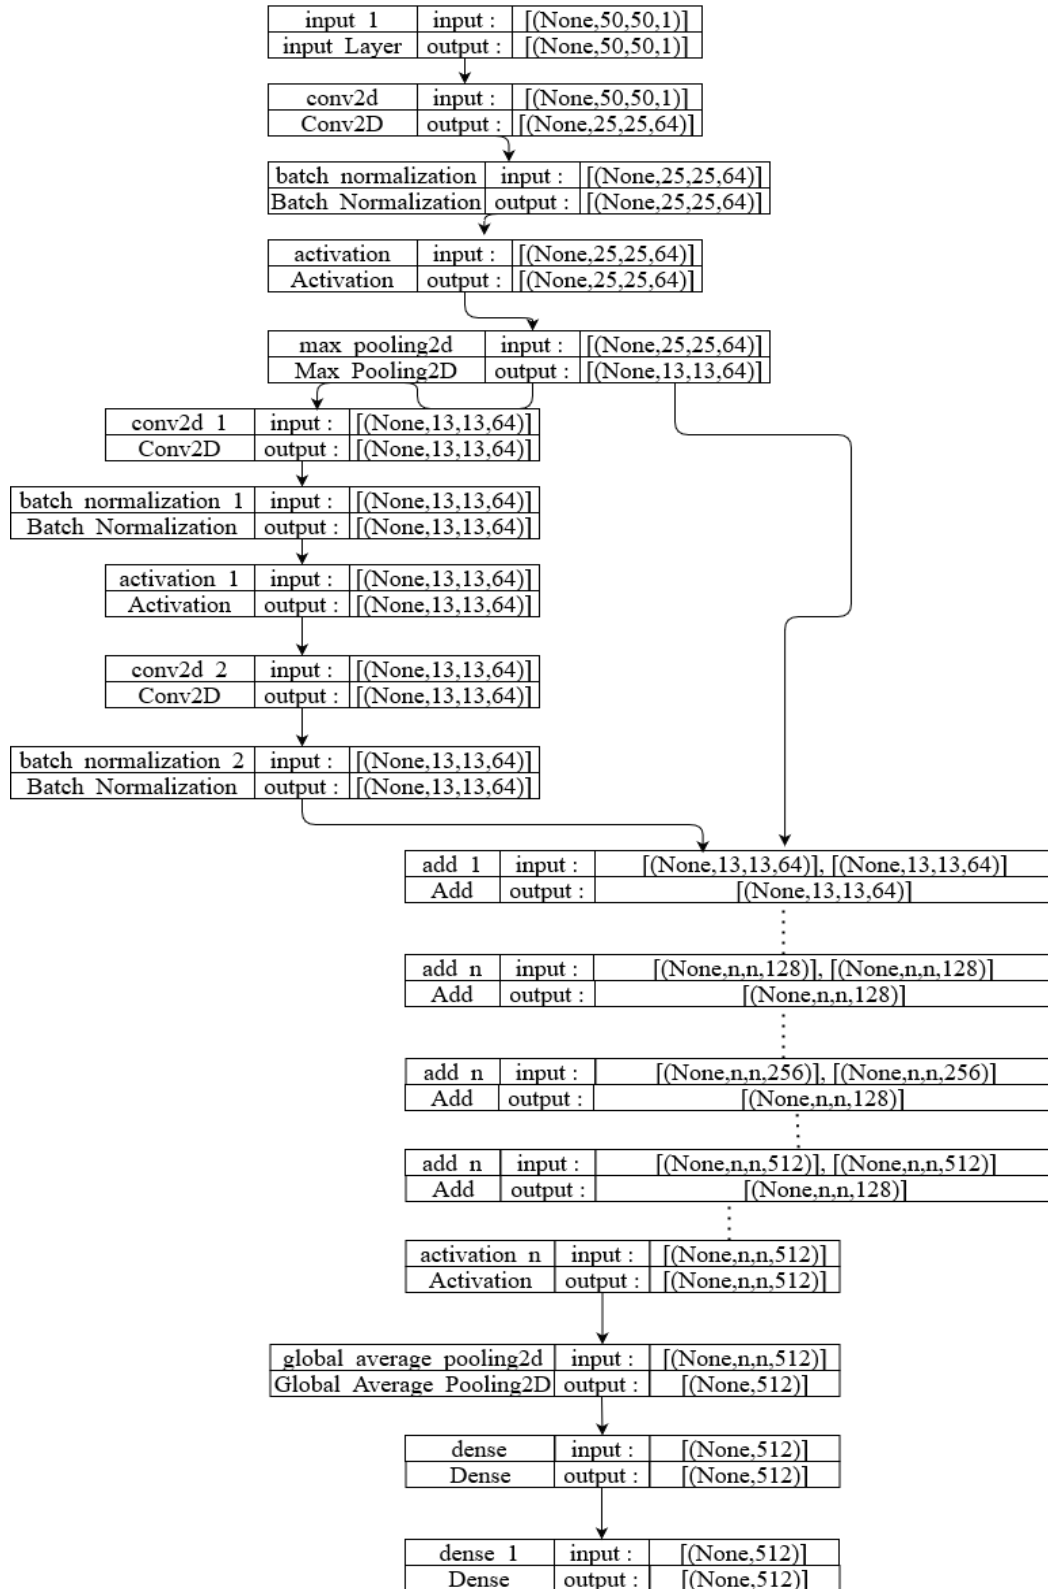 input 1 input : [(None,50,50,1)]
input Layer output : [(None,50,50,1)]
conv2d input : [(None,50,50,1)]
Conv2D output : [(None,25,25,64)]
batch normalization input : [(None,25,25,64)]
Batch Normalization output : [(None,25,25,64)]
activation input : [(None,25,25,64)]
Activation output : [(None,25,25,64)]
max pooling2d input : [(None,25,25,64)]
Max Pooling2D output : [(None,13,13,64)]
conv2d 1 input : [(None,13,13,64)]
Conv2D output : [(None,13,13,64)]
batch normalization 1 input : [(None,13,13,64)]
Batch Normalization output : [(None,13,13,64)]
activation 1 input : [(None,13,13,64)]
Activation output : [(None,13,13,64)]
conv2d 2 input : [(None,13,13,64)]
Conv2D output : [(None,13,13,64)]
batch normalization 2 input : [(None,13,13,64)]
Batch Normalization output : [(None,13,13,64)]
add 1 input : [(None,13,13,64)], [(None,13,13,64)]
Add output : [(None,13,13,64)]
add n input : [(None,n,n,128)], [(None,n,n,128)]
Add output : [(None,n,n,128)]
add n input : [(None,n,n,256)], [(None,n,n,256)]
Add output : [(None,n,n,128)]
add n input : [(None,n,n,512)], [(None,n,n,512)]
Add output : [(None,n,n,128)]
activation n input : [(None,n,n,512)]
Activation output : [(None,n,n,512)]
global average pooling2d input : [(None,n,n,512)]
Global Average Pooling2D output : [(None,512)]
dense input : [(None,512)]
Dense output : [(None,512)]
dense 1 input : [(None,512)]
Dense output : [(None,512)]